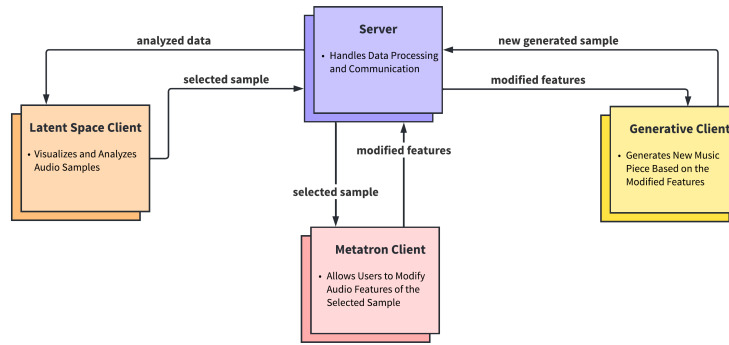 Server
• Handles Data Processing
and Communication
analyzed data
new generated sample
selected sample
modified features
Latent Space Client
• Visualizes and Analyzes
Audio Samples
Generative Client
• Generates New Music
Piece Based on the
Modified Features
modified features
selected sample
Metatron Client
• Allows Users to Modify
Audio Features of the
Selected Sample